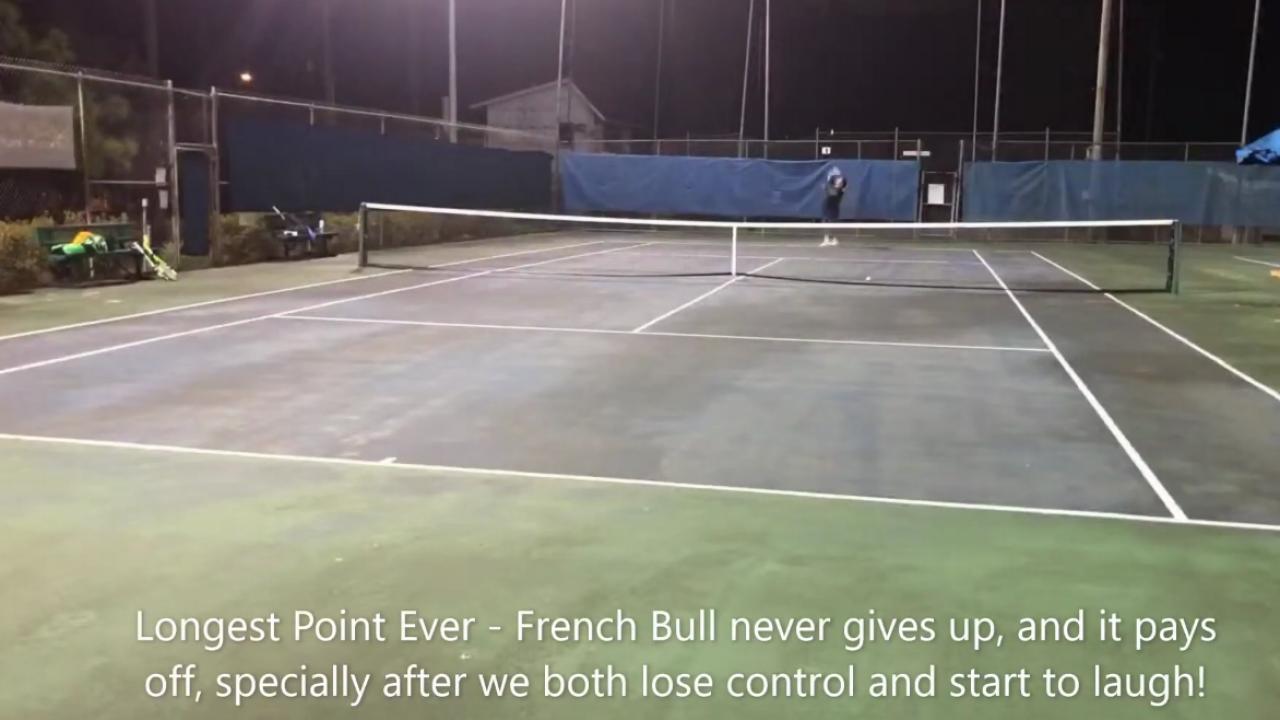 Longest Point Ever - French Bull never gives up, and it pays
off, specially after we both lose control and start to laugh!